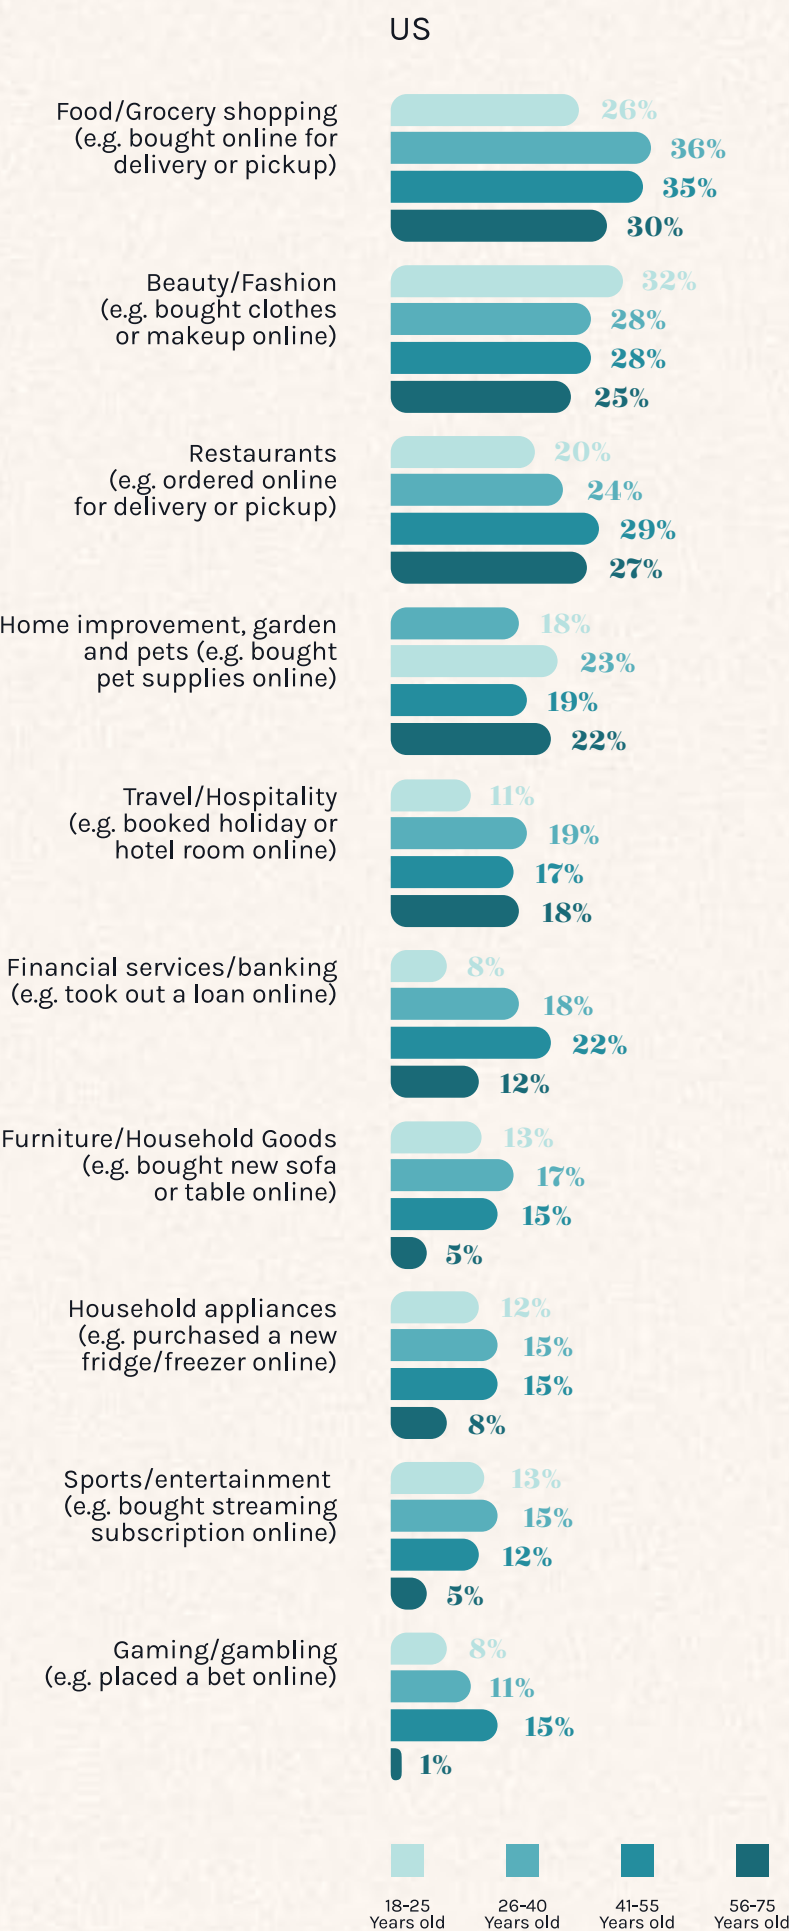 US
Food/Grocery shopping
(e.g. bought online for
delivery or pickup)
26%
36%
35%
30%
Beauty/Fashion
(e.g. bought clothes
or makeup online)
32%
28%
28%
25%
Restaurants
(e.g. ordered online
for delivery or pickup)
20%
24%
29%
27%
Home improvement, garden
and pets (e.g. bought
pet supplies online)
18%
23%
19%
22%
Travel/Hospitality
(e.g. booked holiday or
hotel room online)
11%
19%
17%
18%
Financial services/banking
(e.g. took out a loan online)
8%
18%
22%
12%
Furniture/Household Goods
(e.g. bought new sofa
or table online)
13%
17%
15%
5%
Household appliances
(e.g. purchased a new
fridge/freezer online)
12%
15%
15%
8%
Sports/entertainment
(e.g. bought streaming
subscription online)
13%
15%
12%
5%
Gaming/gambling
(e.g. placed a bet online)
8%
11%
15%
1%
18-25
Years old
26-40
Years old
41-55
Years old
56-75
Years old